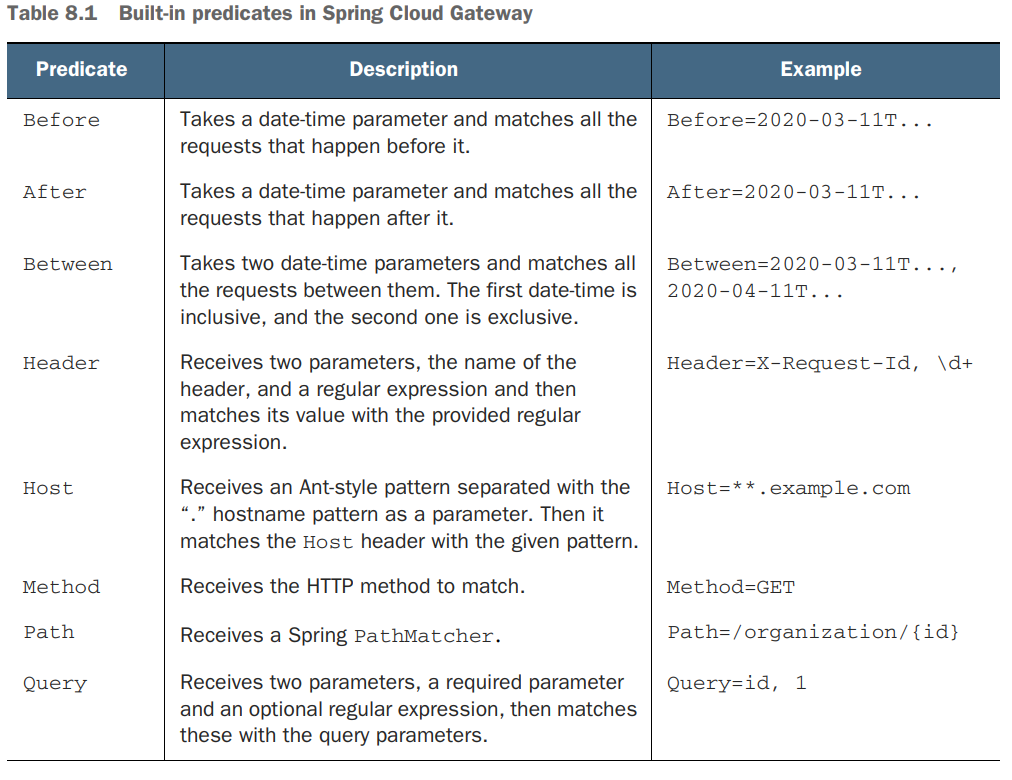 Table 8.1 Built-in predicates in Spring Cloud Gateway
Predicate Description Example
Before Takes a date-time parameter and matches all the Before=2020-03-11T...
requests that happen before it.
After Takes a date-time parameter and matches all the After=2020-03-11T...
requests that happen after it.
Between Takes two date-time parameters and matches all Between=2020-03-11T...,
the requests between them. The first date-time is 2020-04-11T...
inclusive, and the second one is exclusive.
Header Receives two parameters, the name of the Header=X-Request-Id, \d+
header, and a regular expression and then
matches its value with the provided regular
expression.
Host Receives an Ant-style pattern separated with the Host=**.example.com
“.” hostname pattern as a parameter. Then it
matches the Host header with the given pattern.
Method Receives the HTTP method to match. Method=GET
Path Receives a Spring PathMatcher. Path=/organization/{id}
Query Receives two parameters, a required parameter Query=id, 1
and an optional regular expression, then matches
these with the query parameters.